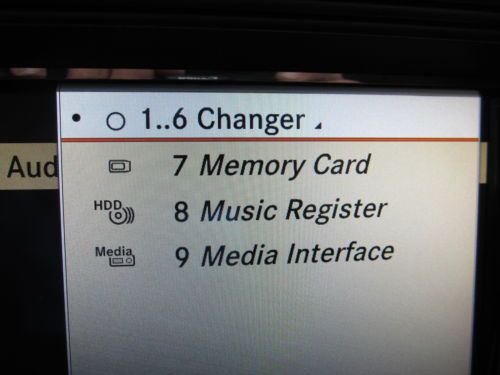 1..6 Changer
Aud
7 Memory Card
HDD
8 Music Register
Media
9 Media Interface